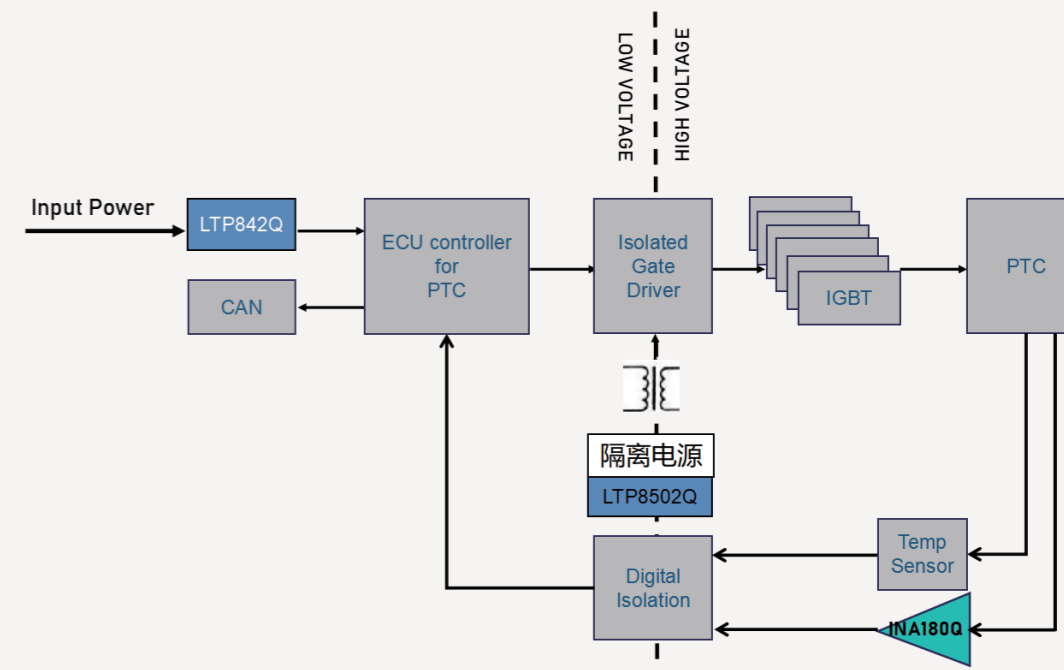 LOW VOLTAGE
HIGH VOLTAGE
Input Power
LTP842Q
CAN
ECU controller
for
PTC
Isolated
Gate
Driver
IGBT
PTC
隔离电源
LTP8502Q
Digital
Isolation
Temp
Sensor
INA180Q